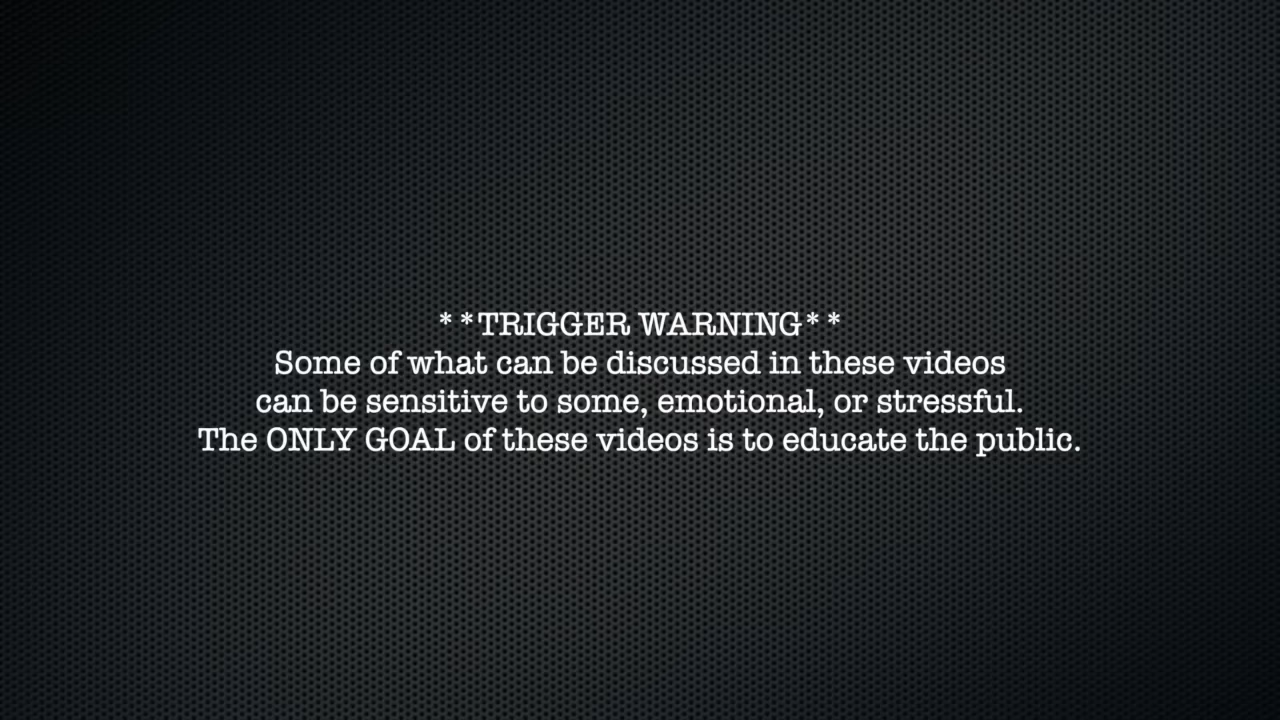 **TRIGGER WARNING**
Some of what can be discussed in these videos
can be sensitive to some, emotional, or stressful.
The ONLY GOAL of these videos is to educate the public.